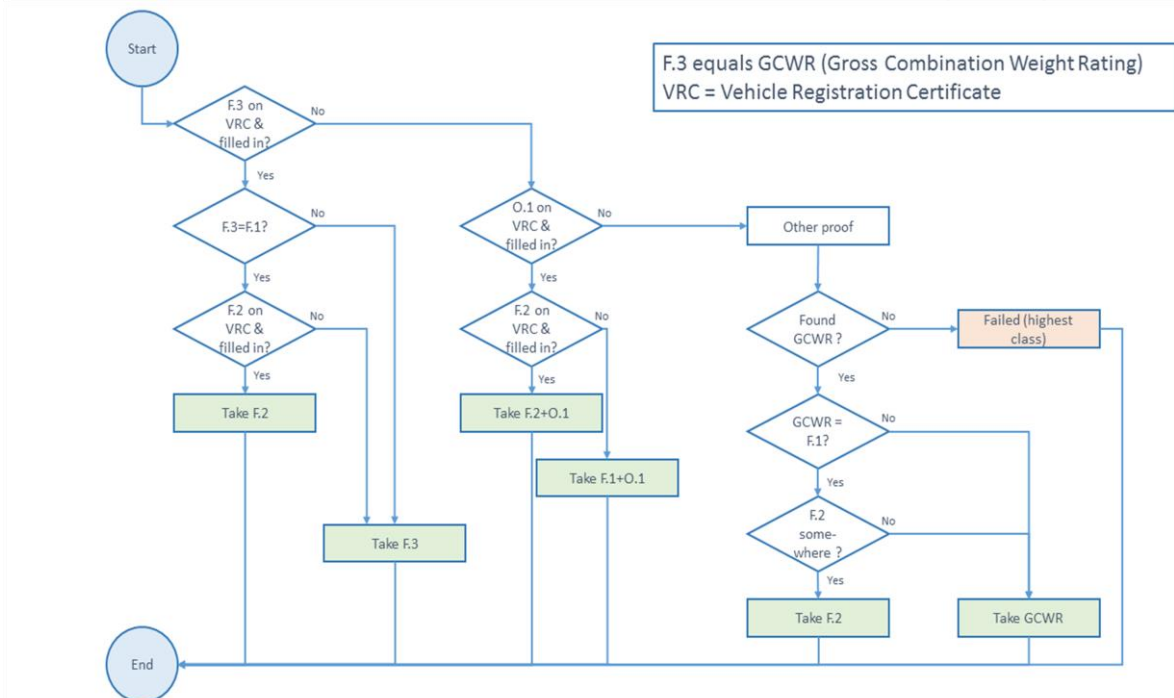 Start
F.3 equals GCWR (Gross Combination Weight Rating)
VRC = Vehicle Registration Certificate
F.3 on
VRC &
filled in?
No
Yes
F.3=F.1?
No
Yes
F.2 on
VRC &
filled in?
No
Yes
Take F.2
Take F.3
O.1 on
VRC &
filled in?
No
Yes
F.2 on
VRC &
filled in?
No
Yes
Take F.2+O.1
Take F.1+O.1
Other proof
Found
GCWR ?
No
Failed (highest
class)
Yes
GCWR =
F.1?
No
Yes
F.2
some-
where ?
No
Yes
Take F.2
Take GCWR
End